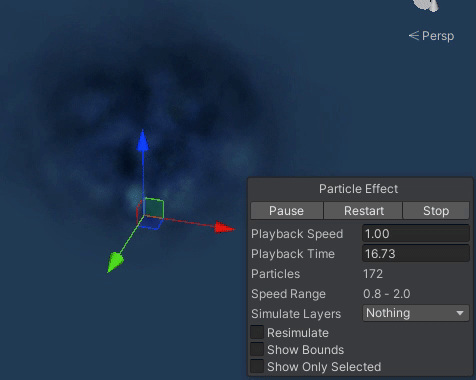 Persp
Particle Effect
Pause Restart Stop
Playback Speed 1.00
Playback Time 16.73
Particles 172
Speed Range 0.8 - 2.0
Simulate Layers Nothing
Resimulate
Show Bounds
Show Only Selected